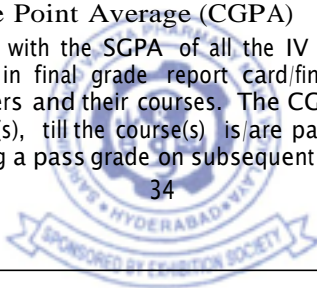 e Point Average (CGPA)
with the SGPA of all the IV
in final grade report card/fin
ers and their courses. The CG
(s), till the course(s) is/are pa
g a pass grade on subsequent
34
HYDERABAD
SPONSORED BY EXHIBITION SOCIETY